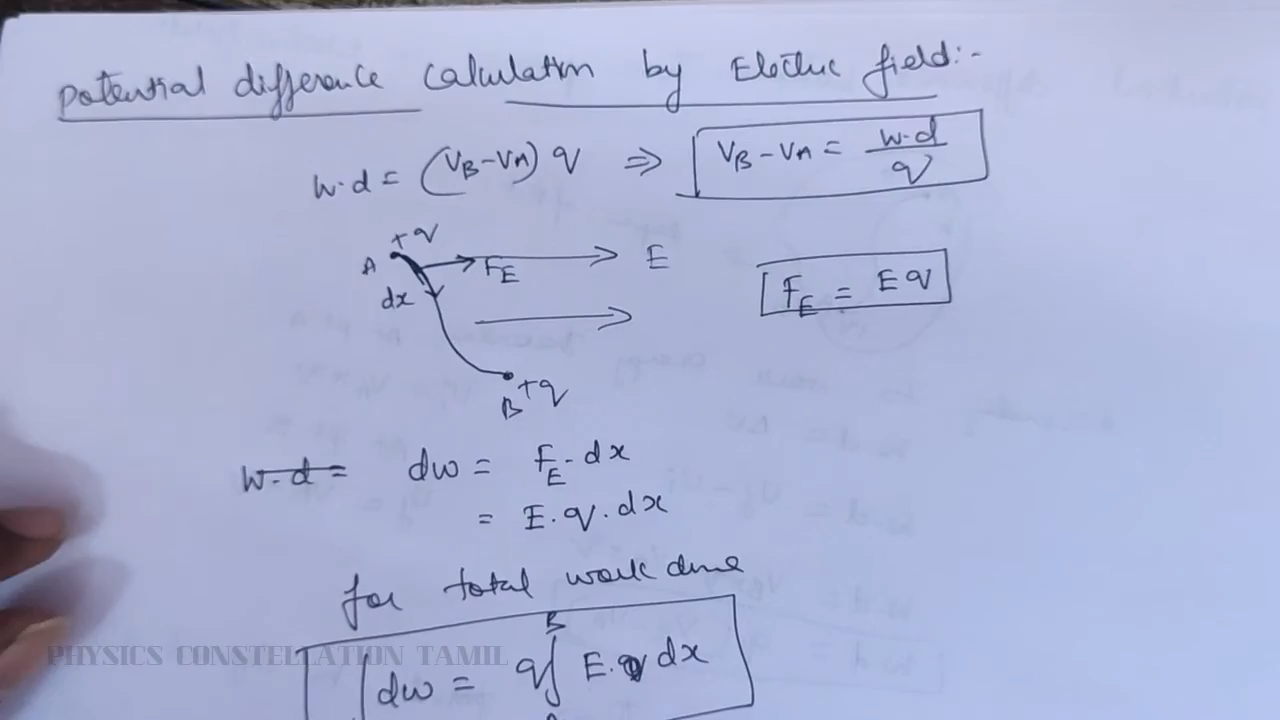 Potential difference calculation by Electric field:-
W.d = (VB-VA) q ⇒ VB-VA = W.d / q
+q
A FE E
dx FE = Eq
B +q
W.d = dw = FE. dx
= E.q.dx
for total work done
B
∫dw = q∫ E. dx
PHYSICS CONSTELLATION TAMIL